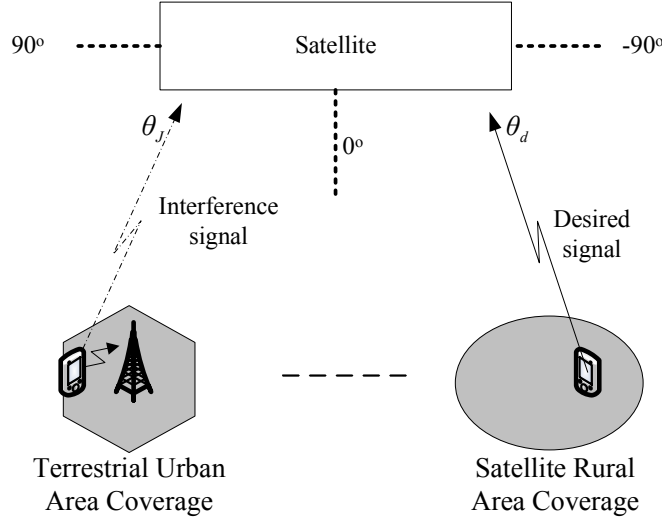 90º
Satellite
-90º
θJ
0º
θd
Interference
signal
Desired
signal
Terrestrial Urban
Area Coverage
Satellite Rural
Area Coverage